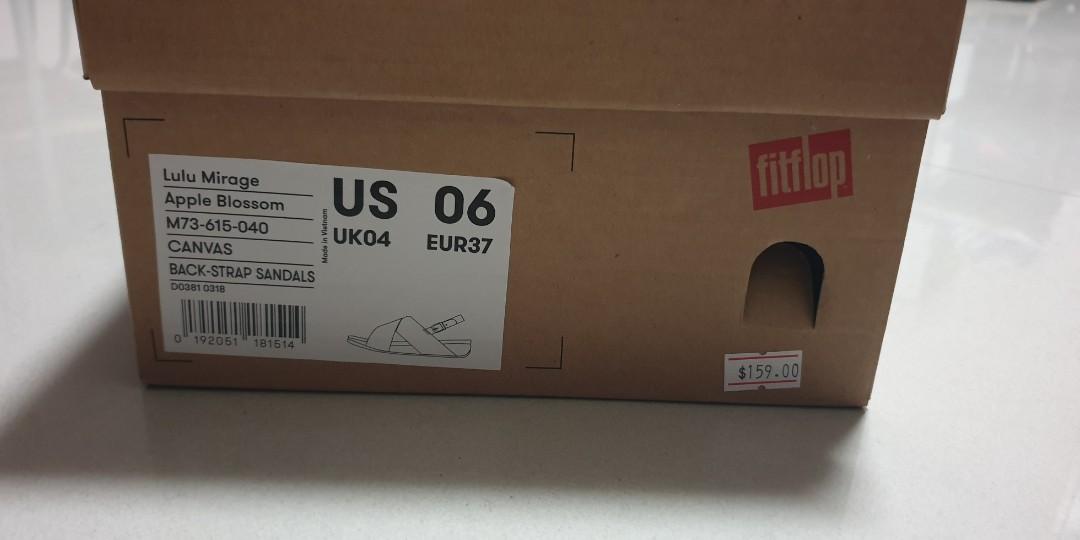 Lulu Mirage
Apple Blossom
M73-615-040
CANVAS
BACK-STRAP SANDALS
D0381 0318
0 192051 181514
Made in Vietnam
US 06
UK04 EUR37
fitflop
$159.00